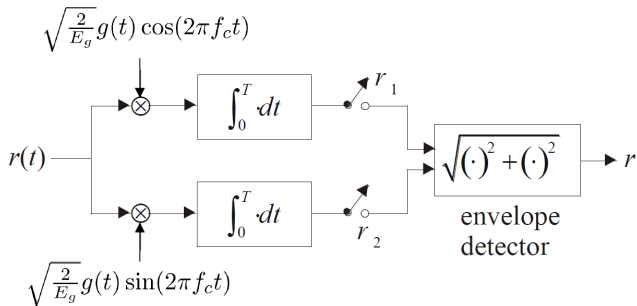 √(2/E_g) g(t) cos(2πf_c t)
∫_0^T ·dt
r_1
r(t)
√((·)² + (·)²)
r
∫_0^T ·dt
r_2
envelope
detector
√(2/E_g) g(t) sin(2πf_c t)